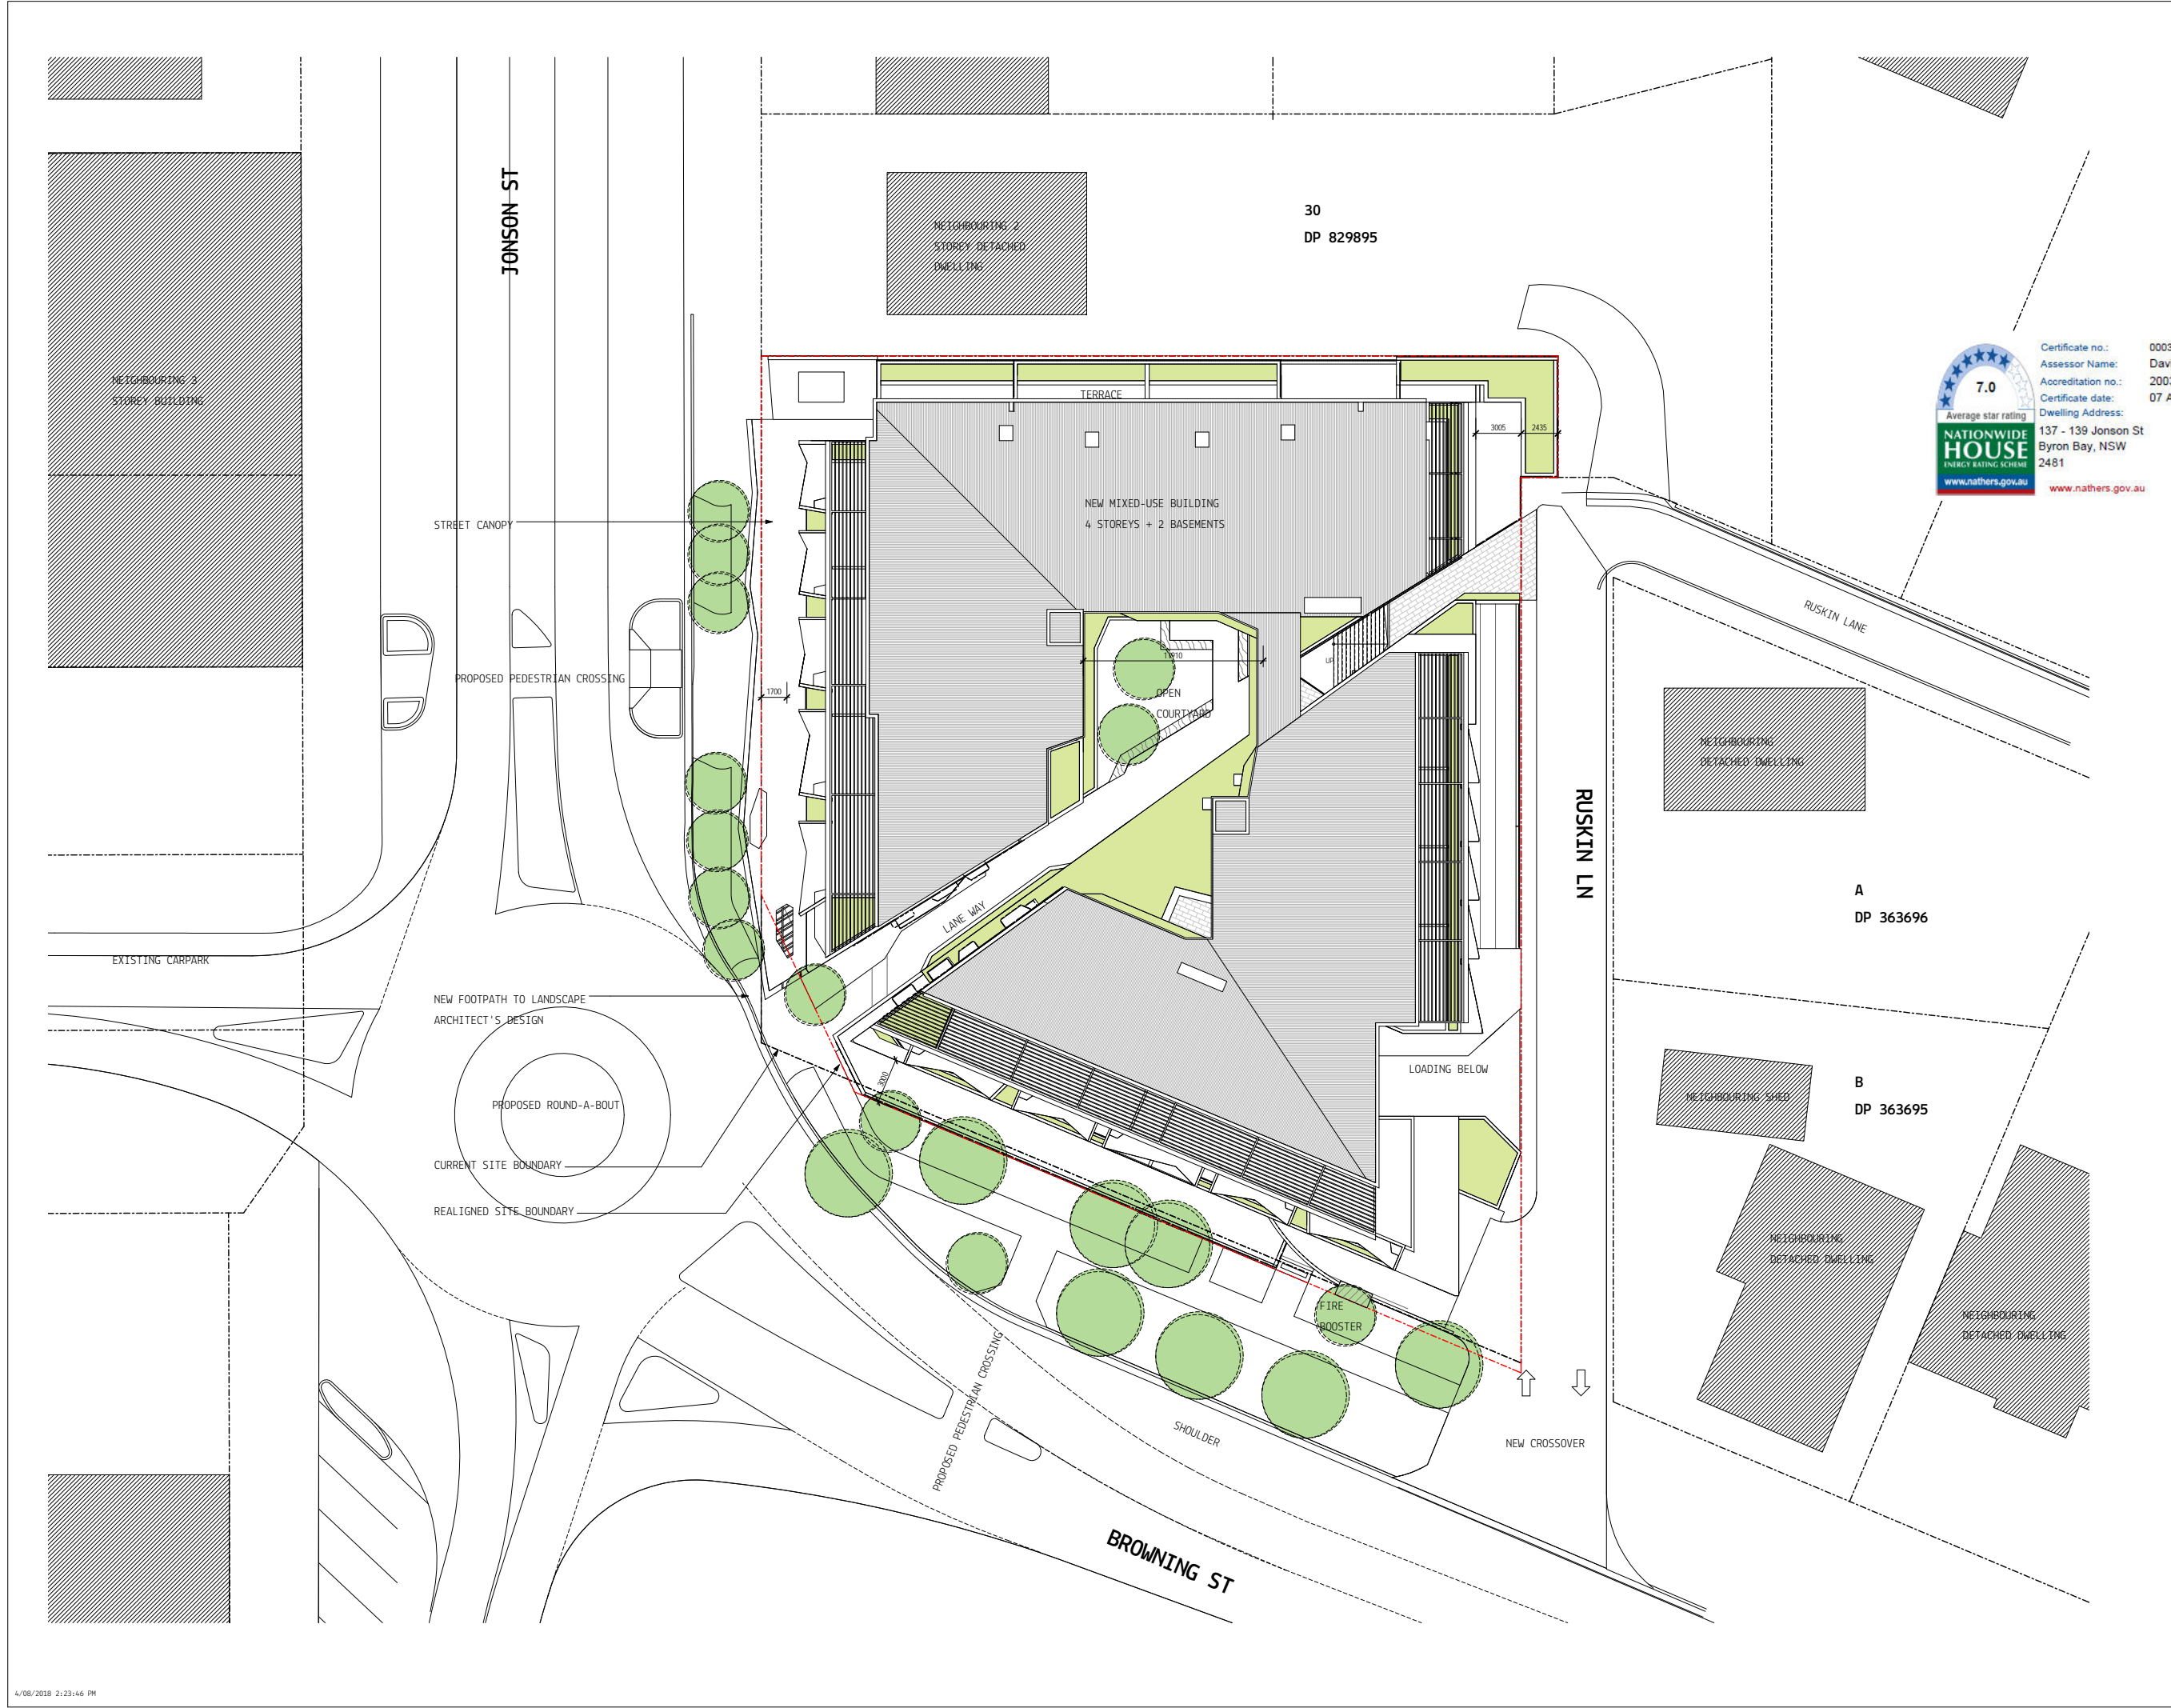 JONSON ST
NEIGHBOURING 2
STOREY DETACHED
DWELLING
30
DP 829895
NEIGHBOURING 3
STOREY BUILDING
7.0
Average star rating
NATIONWIDE
HOUSE
ENERGY RATING SCHEME
www.nathers.gov.au
Certificate no.: 0003
Assessor Name: Davi
Accreditation no.: 2003
Certificate date: 07 A
Dwelling Address:
137 - 139 Jonson St
Byron Bay, NSW
2481
www.nathers.gov.au
TERRACE
3005
2435
NEW MIXED-USE BUILDING
4 STOREYS + 2 BASEMENTS
STREET CANOPY
RUSKIN LANE
PROPOSED PEDESTRIAN CROSSING
1700
UP
OPEN
COURTYARD
NEIGHBOURING
DETACHED DWELLING
RUSKIN LN
A
DP 363696
LANE WAY
EXISTING CARPARK
NEW FOOTPATH TO LANDSCAPE
ARCHITECT'S DESIGN
3000
LOADING BELOW
PROPOSED ROUND-A-BOUT
NEIGHBOURING SHED
B
DP 363695
CURRENT SITE BOUNDARY
REALIGNED SITE BOUNDARY
NEIGHBOURING
DETACHED DWELLING
NEIGHBOURING
DETACHED DWELLING
FIRE
BOOSTER
PROPOSED PEDESTRIAN CROSSING
SHOULDER
NEW CROSSOVER
BROWNING ST
4/08/2018 2:23:46 PM